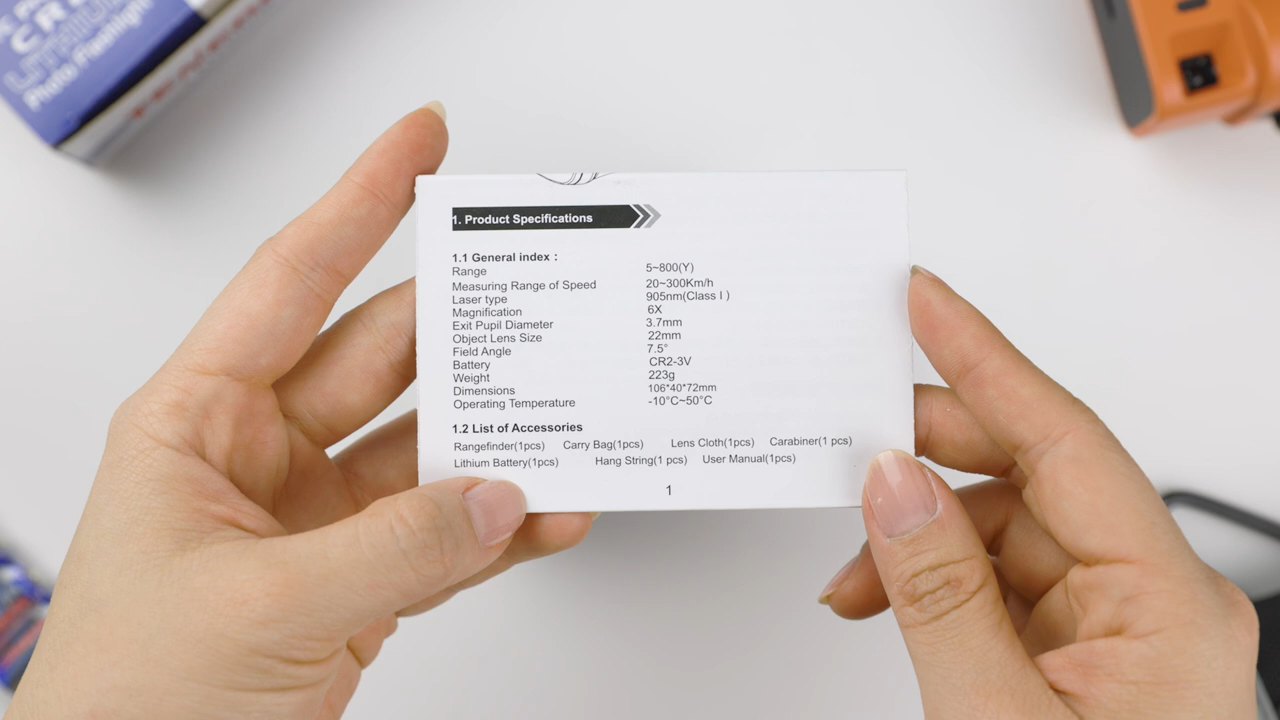 CR
LITHIUM
Photo Flashlight
1. Product Specifications
1.1 General index :
Range 5~800(Y)
Measuring Range of Speed 20~300Km/h
Laser type 905nm(Class I )
Magnification 6X
Exit Pupil Diameter 3.7mm
Object Lens Size 22mm
Field Angle 7.5°
Battery CR2-3V
Weight 223g
Dimensions 106*40*72mm
Operating Temperature -10°C~50°C
1.2 List of Accessories
Rangefinder(1pcs) Carry Bag(1pcs) Lens Cloth(1pcs) Carabiner(1 pcs)
Lithium Battery(1pcs) Hang String(1 pcs) User Manual(1pcs)
1